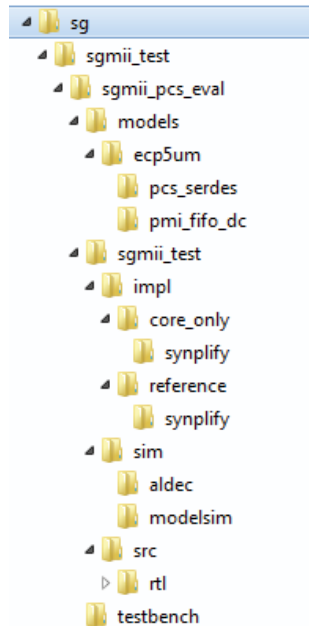 sg
sgmii_test
sgmii_pcs_eval
models
ecp5um
pcs_serdes
pmi_fifo_dc
sgmii_test
impl
core_only
synplify
reference
synplify
sim
aldec
modelsim
src
rtl
testbench